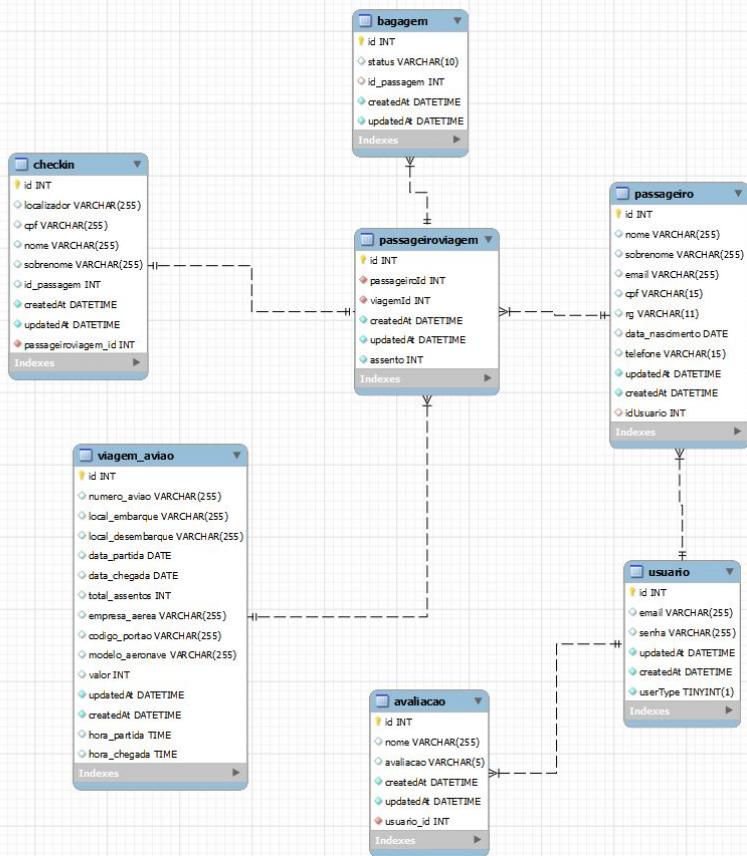 bagagem
id INT
status VARCHAR(10)
id_passagem INT
createdAt DATETIME
updatedAt DATETIME
Indexes
checkin
id INT
localizador VARCHAR(255)
cpf VARCHAR(255)
nome VARCHAR(255)
sobrenome VARCHAR(255)
id_passagem INT
createdAt DATETIME
updatedAt DATETIME
passageiroviagem_id INT
Indexes
passageiroviagem
id INT
passageiroId INT
viagemId INT
createdAt DATETIME
updatedAt DATETIME
assento INT
Indexes
passageiro
id INT
nome VARCHAR(255)
sobrenome VARCHAR(255)
email VARCHAR(255)
cpf VARCHAR(15)
rg VARCHAR(11)
data_nascimento DATE
telefone VARCHAR(15)
updatedAt DATETIME
createdAt DATETIME
idUsuario INT
Indexes
viagem_aviao
id INT
numero_aviao VARCHAR(255)
local_embarque VARCHAR(255)
local_desembarque VARCHAR(255)
data_partida DATE
data_chegada DATE
total_assentos INT
empresa_aerea VARCHAR(255)
codigo_portao VARCHAR(255)
modelo_aeronave VARCHAR(255)
valor INT
updatedAt DATETIME
createdAt DATETIME
hora_partida TIME
hora_chegada TIME
Indexes
usuario
id INT
email VARCHAR(255)
senha VARCHAR(255)
updatedAt DATETIME
createdAt DATETIME
userType TINYINT(1)
Indexes
avaliacao
id INT
nome VARCHAR(255)
avaliacao VARCHAR(5)
createdAt DATETIME
updatedAt DATETIME
usuario_id INT
Indexes